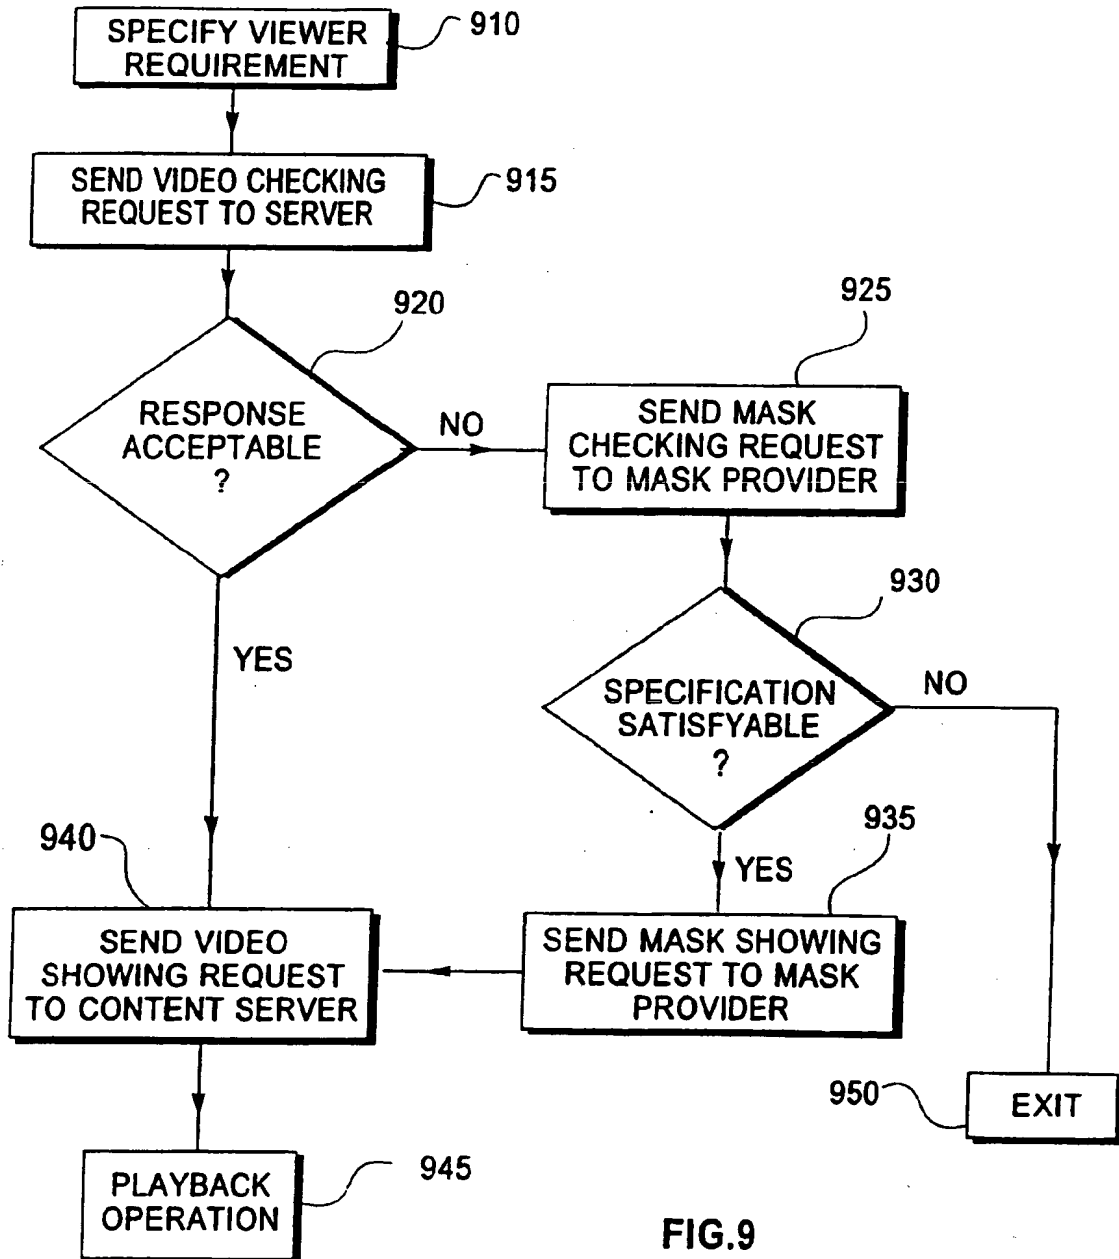 SPECIFY VIEWER
REQUIREMENT
910
SEND VIDEO CHECKING
REQUEST TO SERVER
915
920
RESPONSE
ACCEPTABLE
?
NO
925
SEND MASK
CHECKING REQUEST
TO MASK PROVIDER
930
YES
SPECIFICATION
SATISFYABLE
?
NO
940
YES
935
SEND VIDEO
SHOWING REQUEST
TO CONTENT SERVER
SEND MASK SHOWING
REQUEST TO MASK
PROVIDER
950
EXIT
PLAYBACK
OPERATION
945
FIG.9